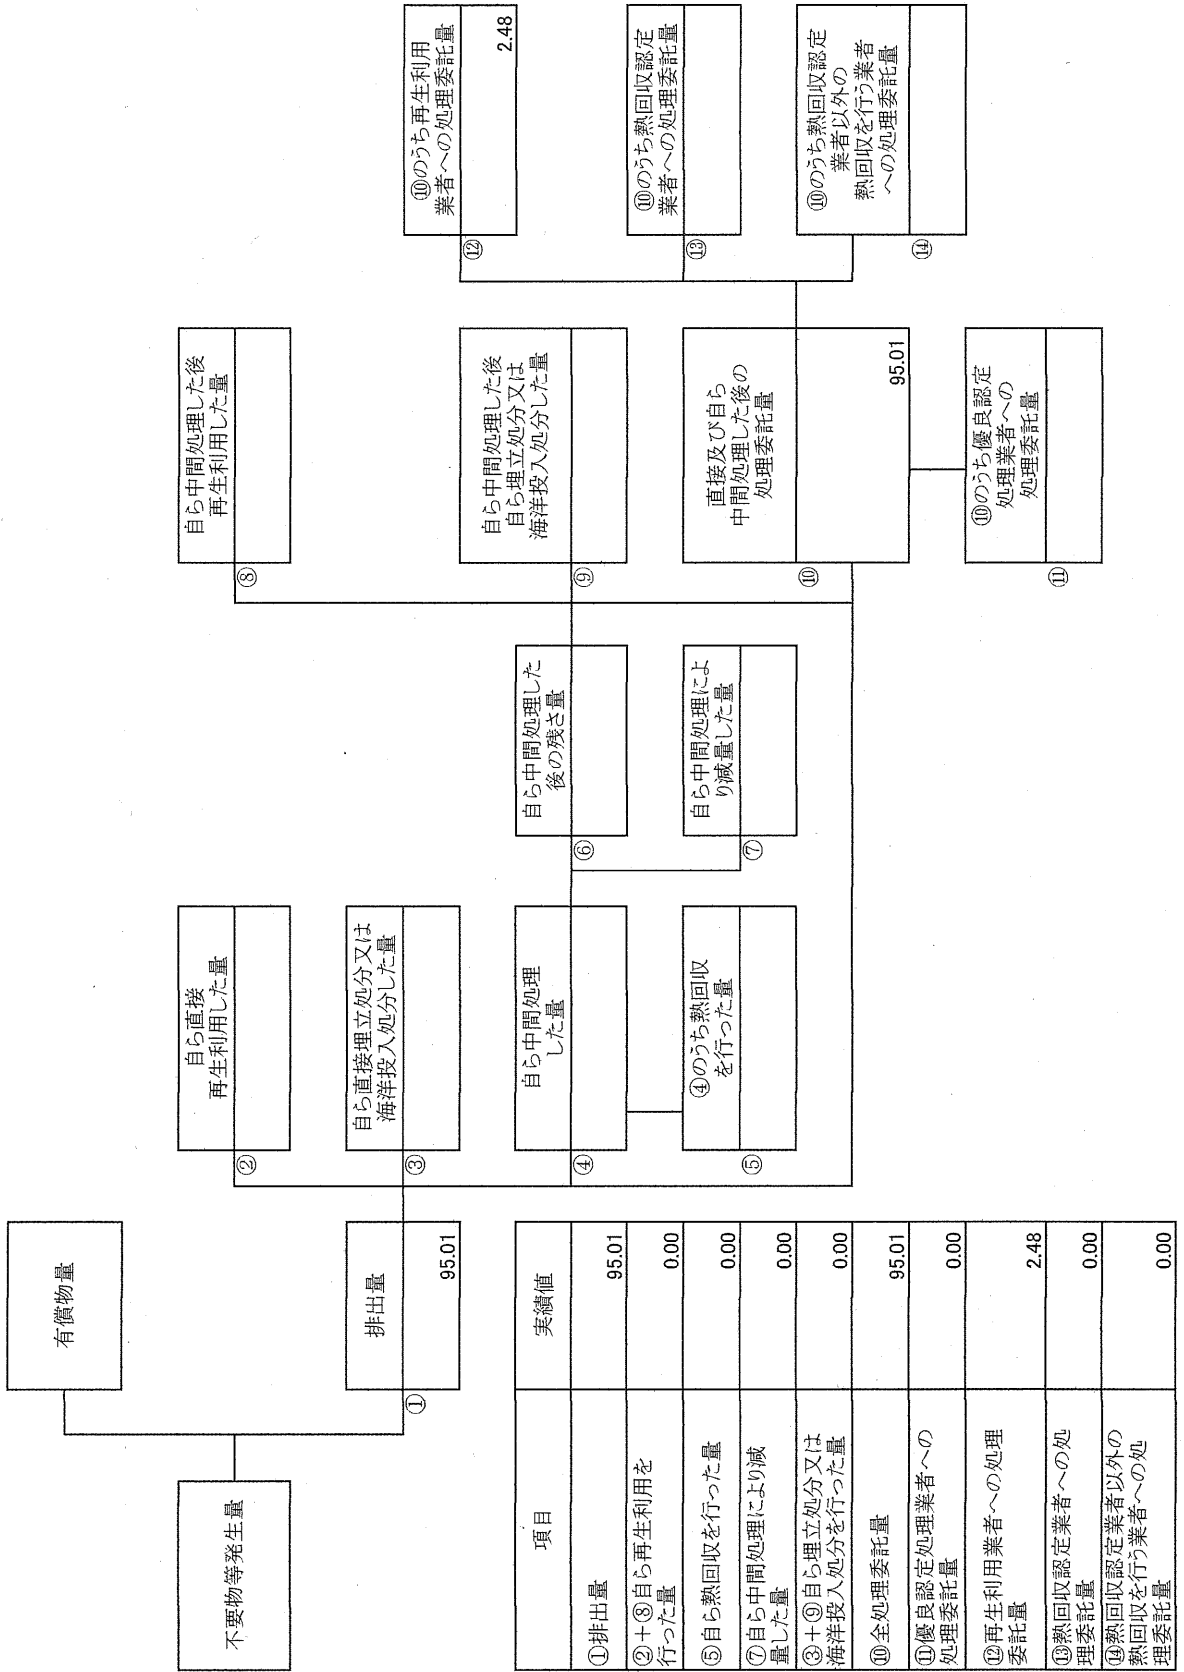 不要物等発生量
有償物量
排出量
①
95.01
②
自ら直接
再生利用した量
③
自ら直接埋立処分又は
海洋投入処分した量
④
自ら中間処理
した量
⑤
④のうち熱回収
を行った量
⑥
自ら中間処理した
後の残さ量
⑦
自ら中間処理によ
り減量した量
⑧
自ら中間処理した後
再生利用した量
⑨
自ら中間処理した後
自ら埋立処分又は
海洋投入処分した量
⑩
直接及び自ら
中間処理した後の
処理委託量
95.01
⑪
⑩のうち優良認定
処理業者への
処理委託量
⑫
⑩のうち再生利用
業者への処理委託量
2.48
⑬
⑩のうち熱回収認定
業者への処理委託量
⑭
⑩のうち熱回収認定
業者以外の
熱回収を行う業者
への処理委託量
項目 実績値
①排出量 95.01
②+⑧自ら再生利用を
行った量 0.00
⑤自ら熱回収を行った量 0.00
⑦自ら中間処理により減
量した量 0.00
③+⑨自ら埋立処分又は
海洋投入処分を行った量 0.00
⑩全処理委託量 95.01
⑪優良認定処理業者への
処理委託量 0.00
⑫再生利用業者への処理
委託量 2.48
⑬熱回収認定業者への処
理委託量 0.00
⑭熱回収認定業者以外の
熱回収を行う業者への処
理委託量 0.00